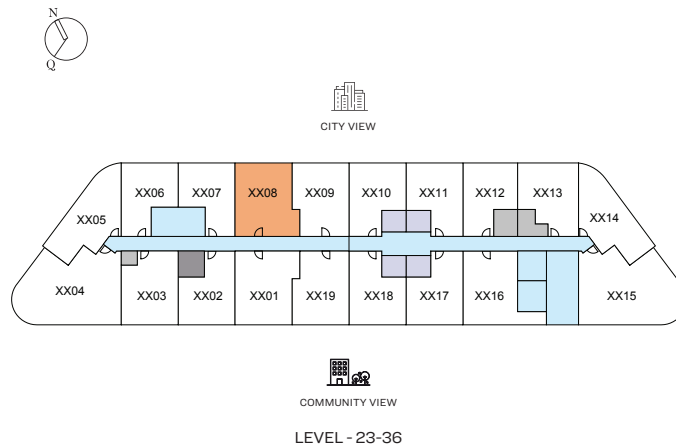 N
Q
CITY VIEW
XX06 XX07 XX08 XX09 XX10 XX11 XX12 XX13
XX05 XX14
XX04 XX03 XX02 XX01 XX19 XX18 XX17 XX16 XX15
COMMUNITY VIEW
LEVEL - 23-36